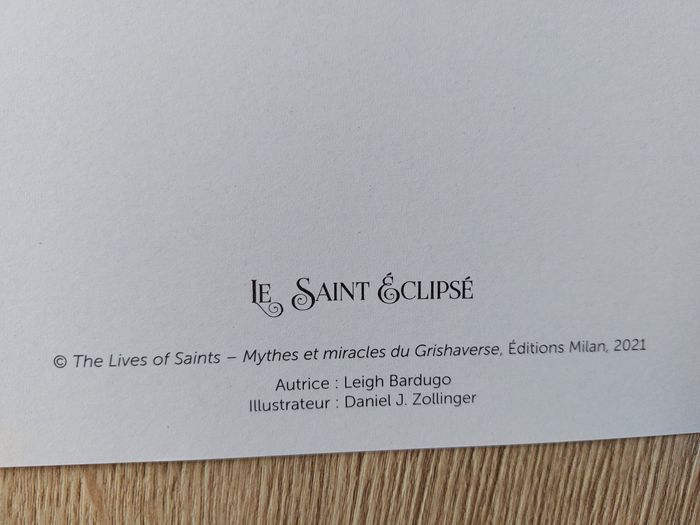 Le Saint Éclipsé
© The Lives of Saints – Mythes et miracles du Grishaverse, Éditions Milan, 2021
Autrice : Leigh Bardugo
Illustrateur : Daniel J. Zollinger